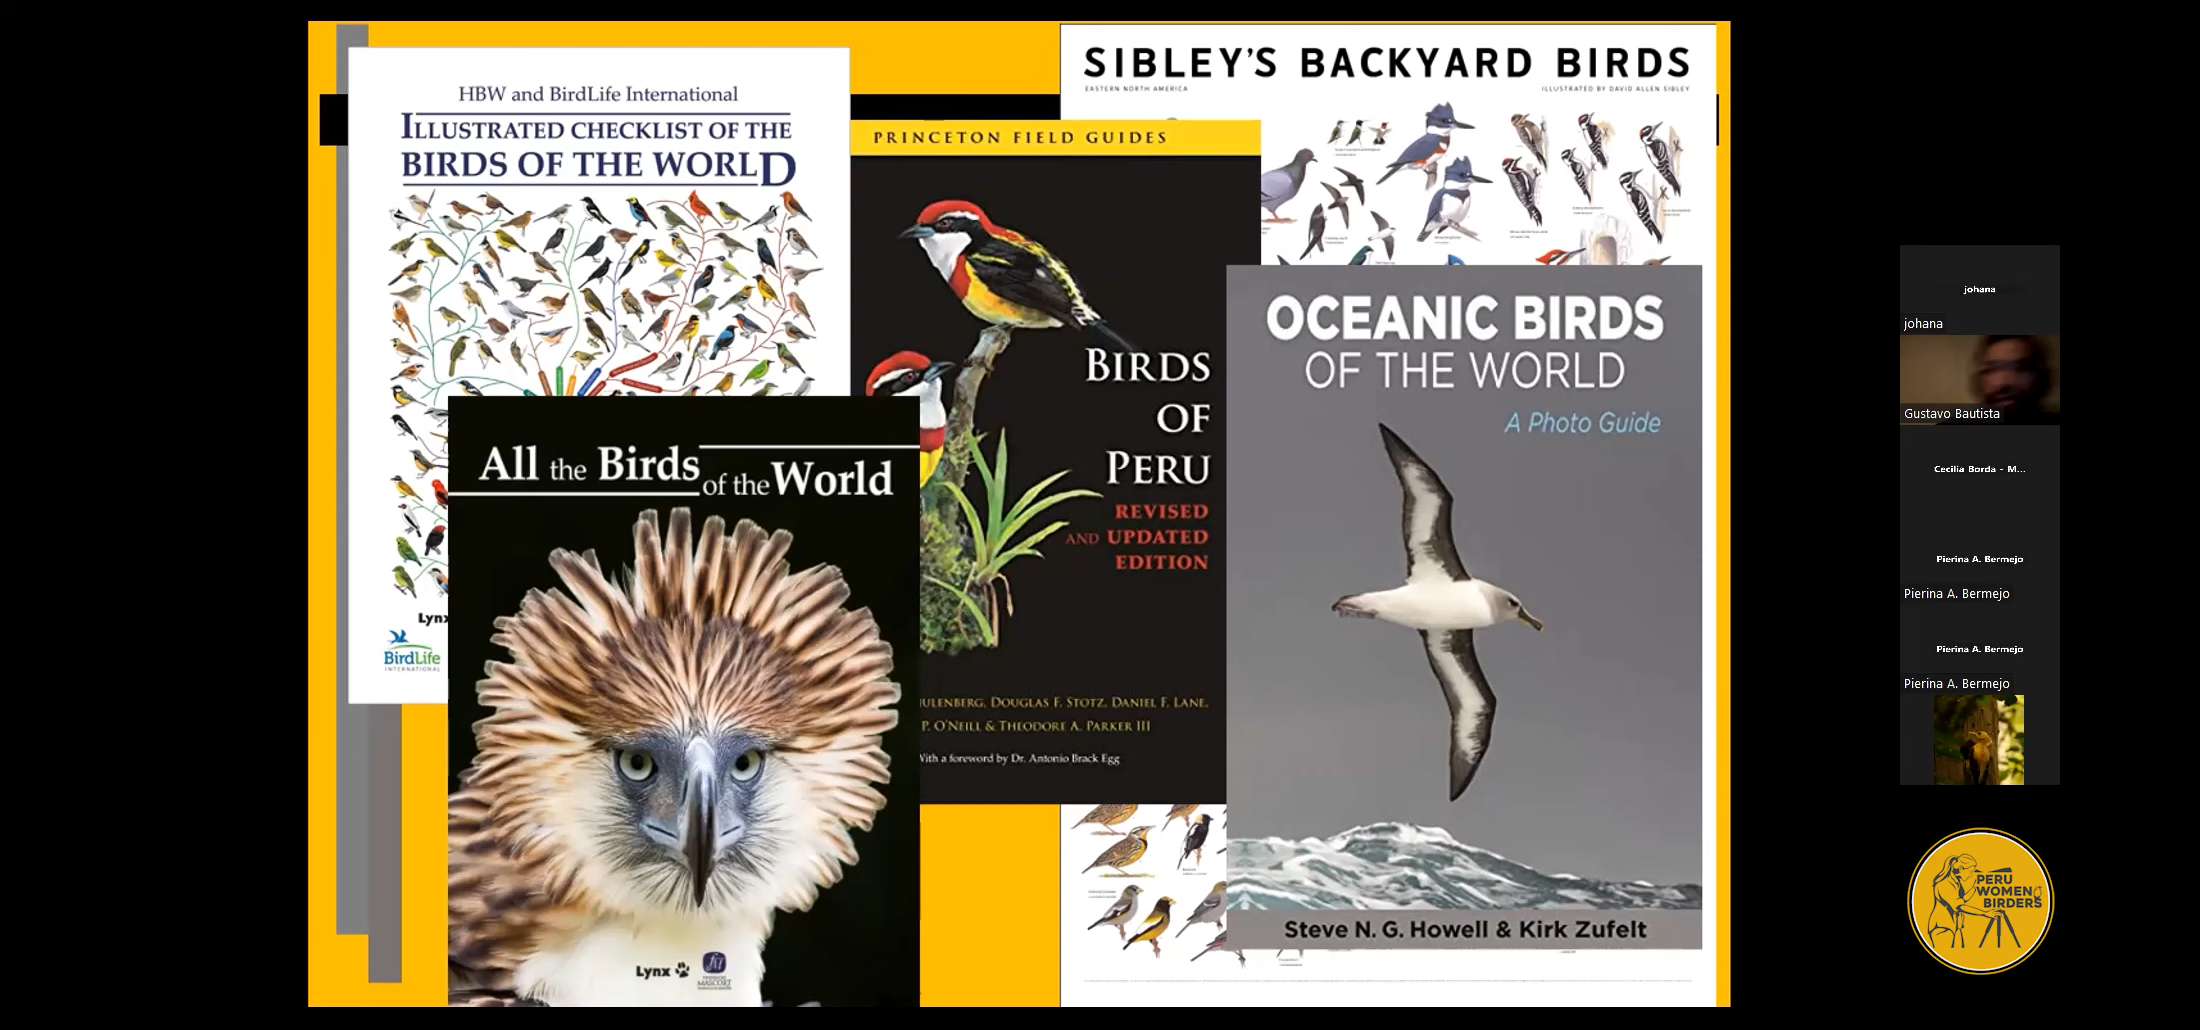 HBW and BirdLife International
ILLUSTRATED CHECKLIST OF THE
BIRDS OF THE WORLD
Lynx
BirdLife
INTERNATIONAL
All the Birds of the World
Lynx
MASCORT
PRINCETON FIELD GUIDES
BIRDS
OF
PERU
REVISED
AND UPDATED
EDITION
ULENBERG, DOUGLAS F. STOTZ, DANIEL F. LANE,
P. O'NEILL & THEODORE A. PARKER III
With a foreword by Dr. Antonio Brack Egg
SIBLEY'S BACKYARD BIRDS
EASTERN NORTH AMERICA
ILLUSTRATED BY DAVID ALLEN SIBLEY
OCEANIC BIRDS
OF THE WORLD
A Photo Guide
Steve N. G. Howell & Kirk Zufelt
johana
johana
Gustavo Bautista
Cecilia Borda - M...
Pierina A. Bermejo
Pierina A. Bermejo
Pierina A. Bermejo
Pierina A. Bermejo
PERU
WOMEN
BIRDERS